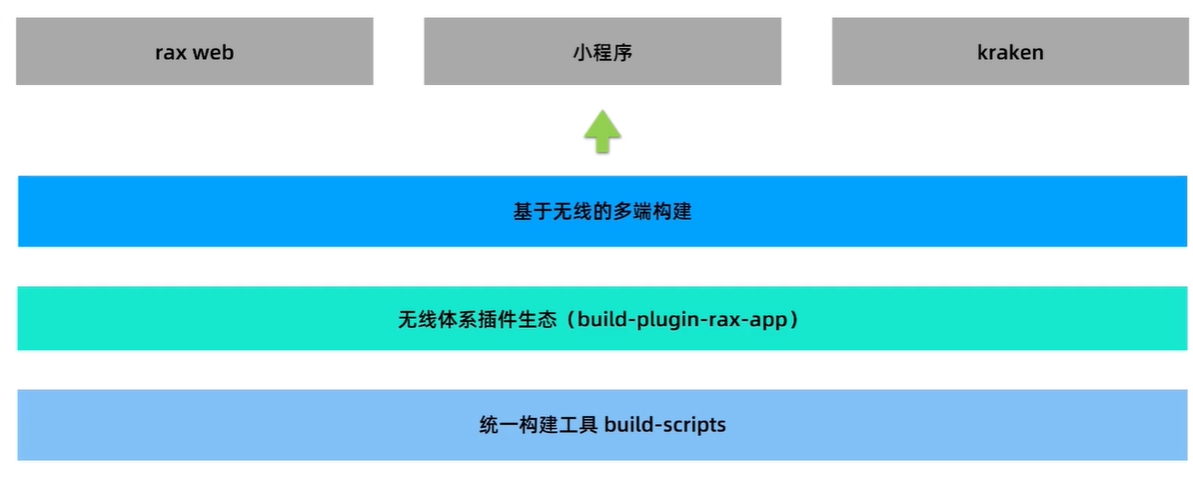 rax web
小程序
kraken
基于无线的多端构建
无线体系插件生态（build-plugin-rax-app）
统一构建工具 build-scripts